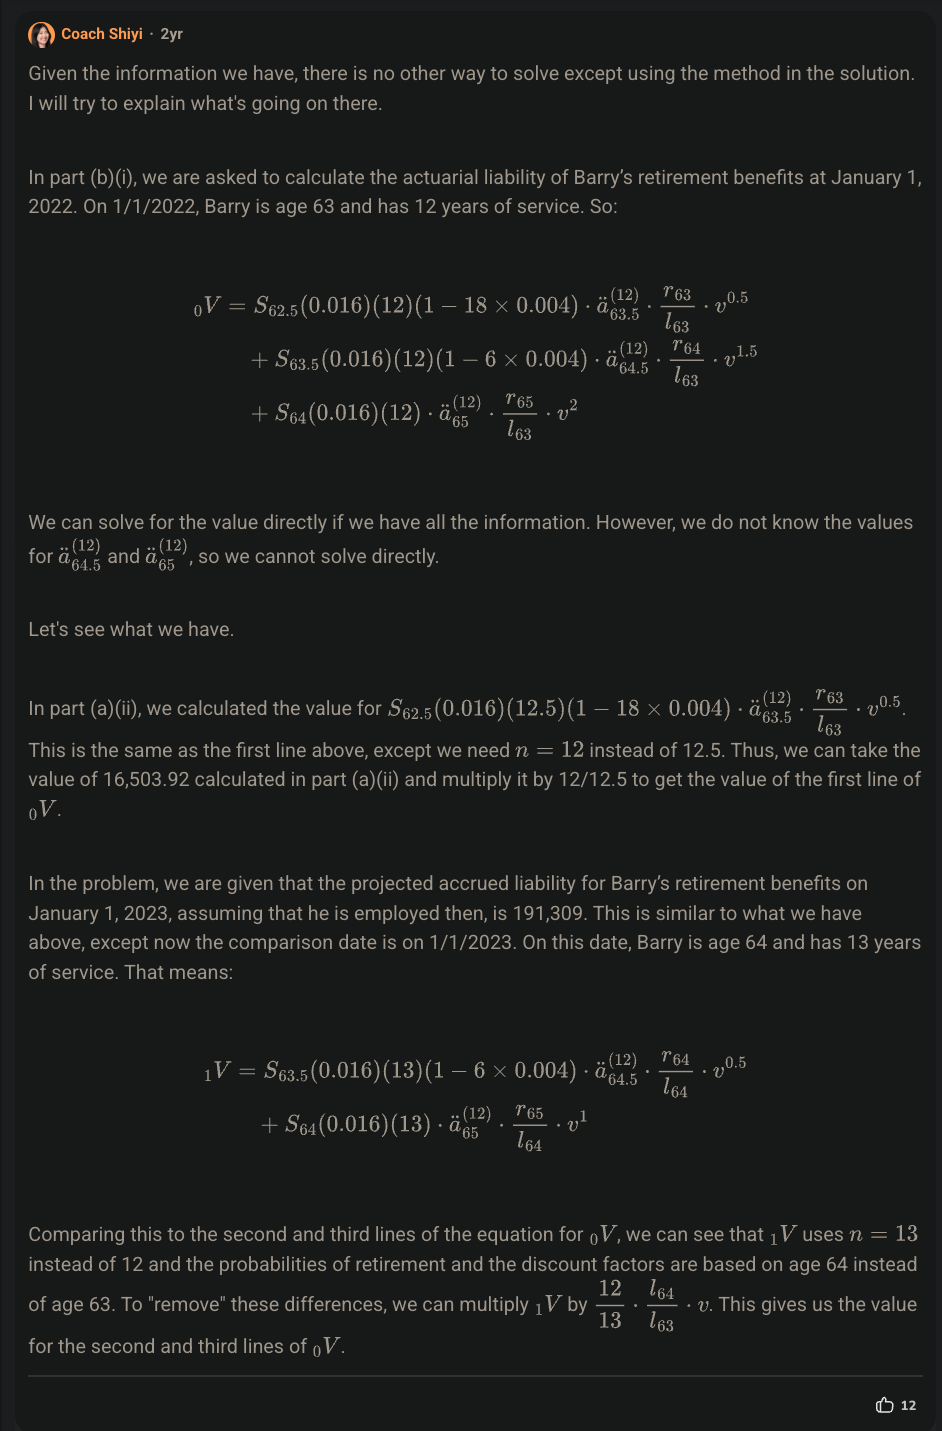 Coach Shiyi · 2yr
Given the information we have, there is no other way to solve except using the method in the solution.
I will try to explain what's going on there.
In part (b)(i), we are asked to calculate the actuarial liability of Barry’s retirement benefits at January 1,
2022. On 1/1/2022, Barry is age 63 and has 12 years of service. So:
$_0V = S_{62.5}(0.016)(12)(1 - 18 \times 0.004) \cdot \ddot{a}_{63.5}^{(12)} \cdot \frac{r_{63}}{l_{63}} \cdot v^{0.5}$
$+ S_{63.5}(0.016)(12)(1 - 6 \times 0.004) \cdot \ddot{a}_{64.5}^{(12)} \cdot \frac{r_{64}}{l_{63}} \cdot v^{1.5}$
$+ S_{64}(0.016)(12) \cdot \ddot{a}_{65}^{(12)} \cdot \frac{r_{65}}{l_{63}} \cdot v^2$
We can solve for the value directly if we have all the information. However, we do not know the values
for $\ddot{a}_{64.5}^{(12)}$ and $\ddot{a}_{65}^{(12)}$, so we cannot solve directly.
Let's see what we have.
In part (a)(ii), we calculated the value for $S_{62.5}(0.016)(12.5)(1 - 18 \times 0.004) \cdot \ddot{a}_{63.5}^{(12)} \cdot \frac{r_{63}}{l_{63}} \cdot v^{0.5}$.
This is the same as the first line above, except we need $n = 12$ instead of 12.5. Thus, we can take the
value of 16,503.92 calculated in part (a)(ii) and multiply it by 12/12.5 to get the value of the first line of
$_0V$.
In the problem, we are given that the projected accrued liability for Barry’s retirement benefits on
January 1, 2023, assuming that he is employed then, is 191,309. This is similar to what we have
above, except now the comparison date is on 1/1/2023. On this date, Barry is age 64 and has 13 years
of service. That means:
$_1V = S_{63.5}(0.016)(13)(1 - 6 \times 0.004) \cdot \ddot{a}_{64.5}^{(12)} \cdot \frac{r_{64}}{l_{64}} \cdot v^{0.5}$
$+ S_{64}(0.016)(13) \cdot \ddot{a}_{65}^{(12)} \cdot \frac{r_{65}}{l_{64}} \cdot v^1$
Comparing this to the second and third lines of the equation for $_0V$, we can see that $_1V$ uses $n = 13$
instead of 12 and the probabilities of retirement and the discount factors are based on age 64 instead
of age 63. To "remove" these differences, we can multiply $_1V$ by $\frac{12}{13} \cdot \frac{l_{64}}{l_{63}} \cdot v$. This gives us the value
for the second and third lines of $_0V$.
12